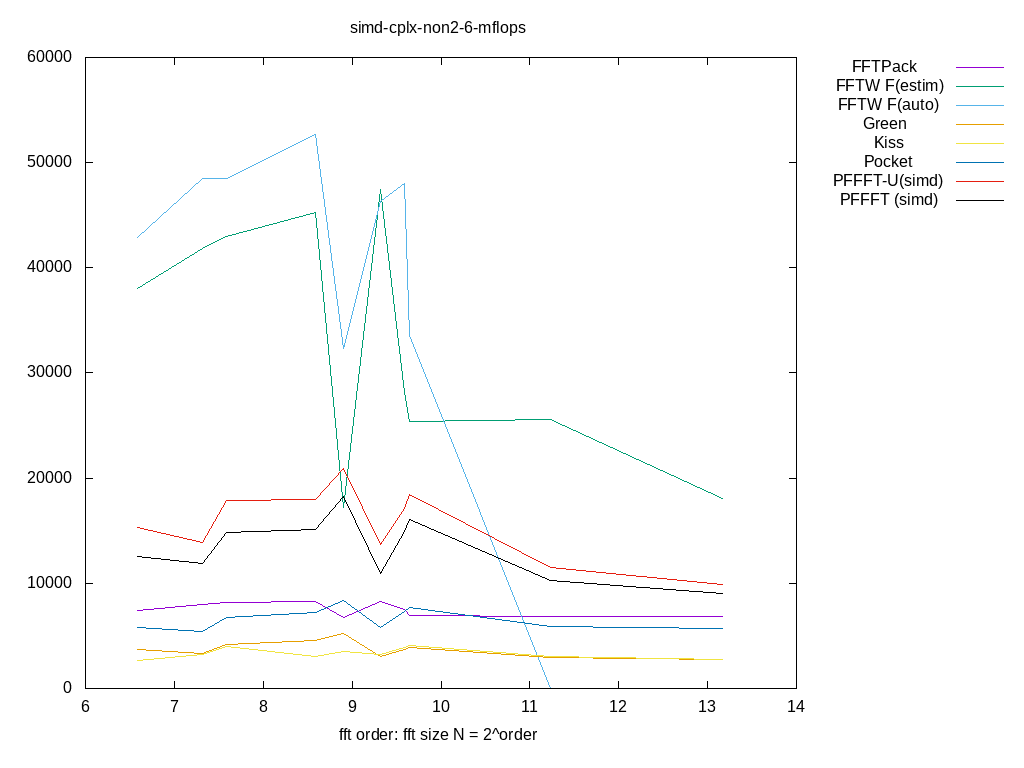 simd-cplx-non2-6-mflops
60000
50000
40000
30000
20000
10000
0
6 7 8 9 10 11 12 13 14
fft order: fft size N = 2^order
FFTPack
FFTW F(estim)
FFTW F(auto)
Green
Kiss
Pocket
PFFFT-U(simd)
PFFFT (simd)